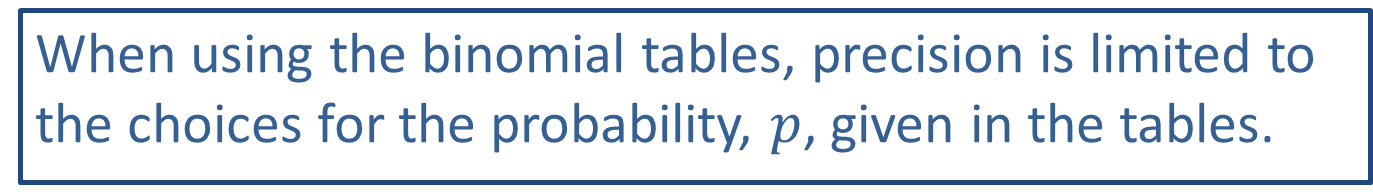 When using the binomial tables, precision is limited to
the choices for the probability, p, given in the tables.